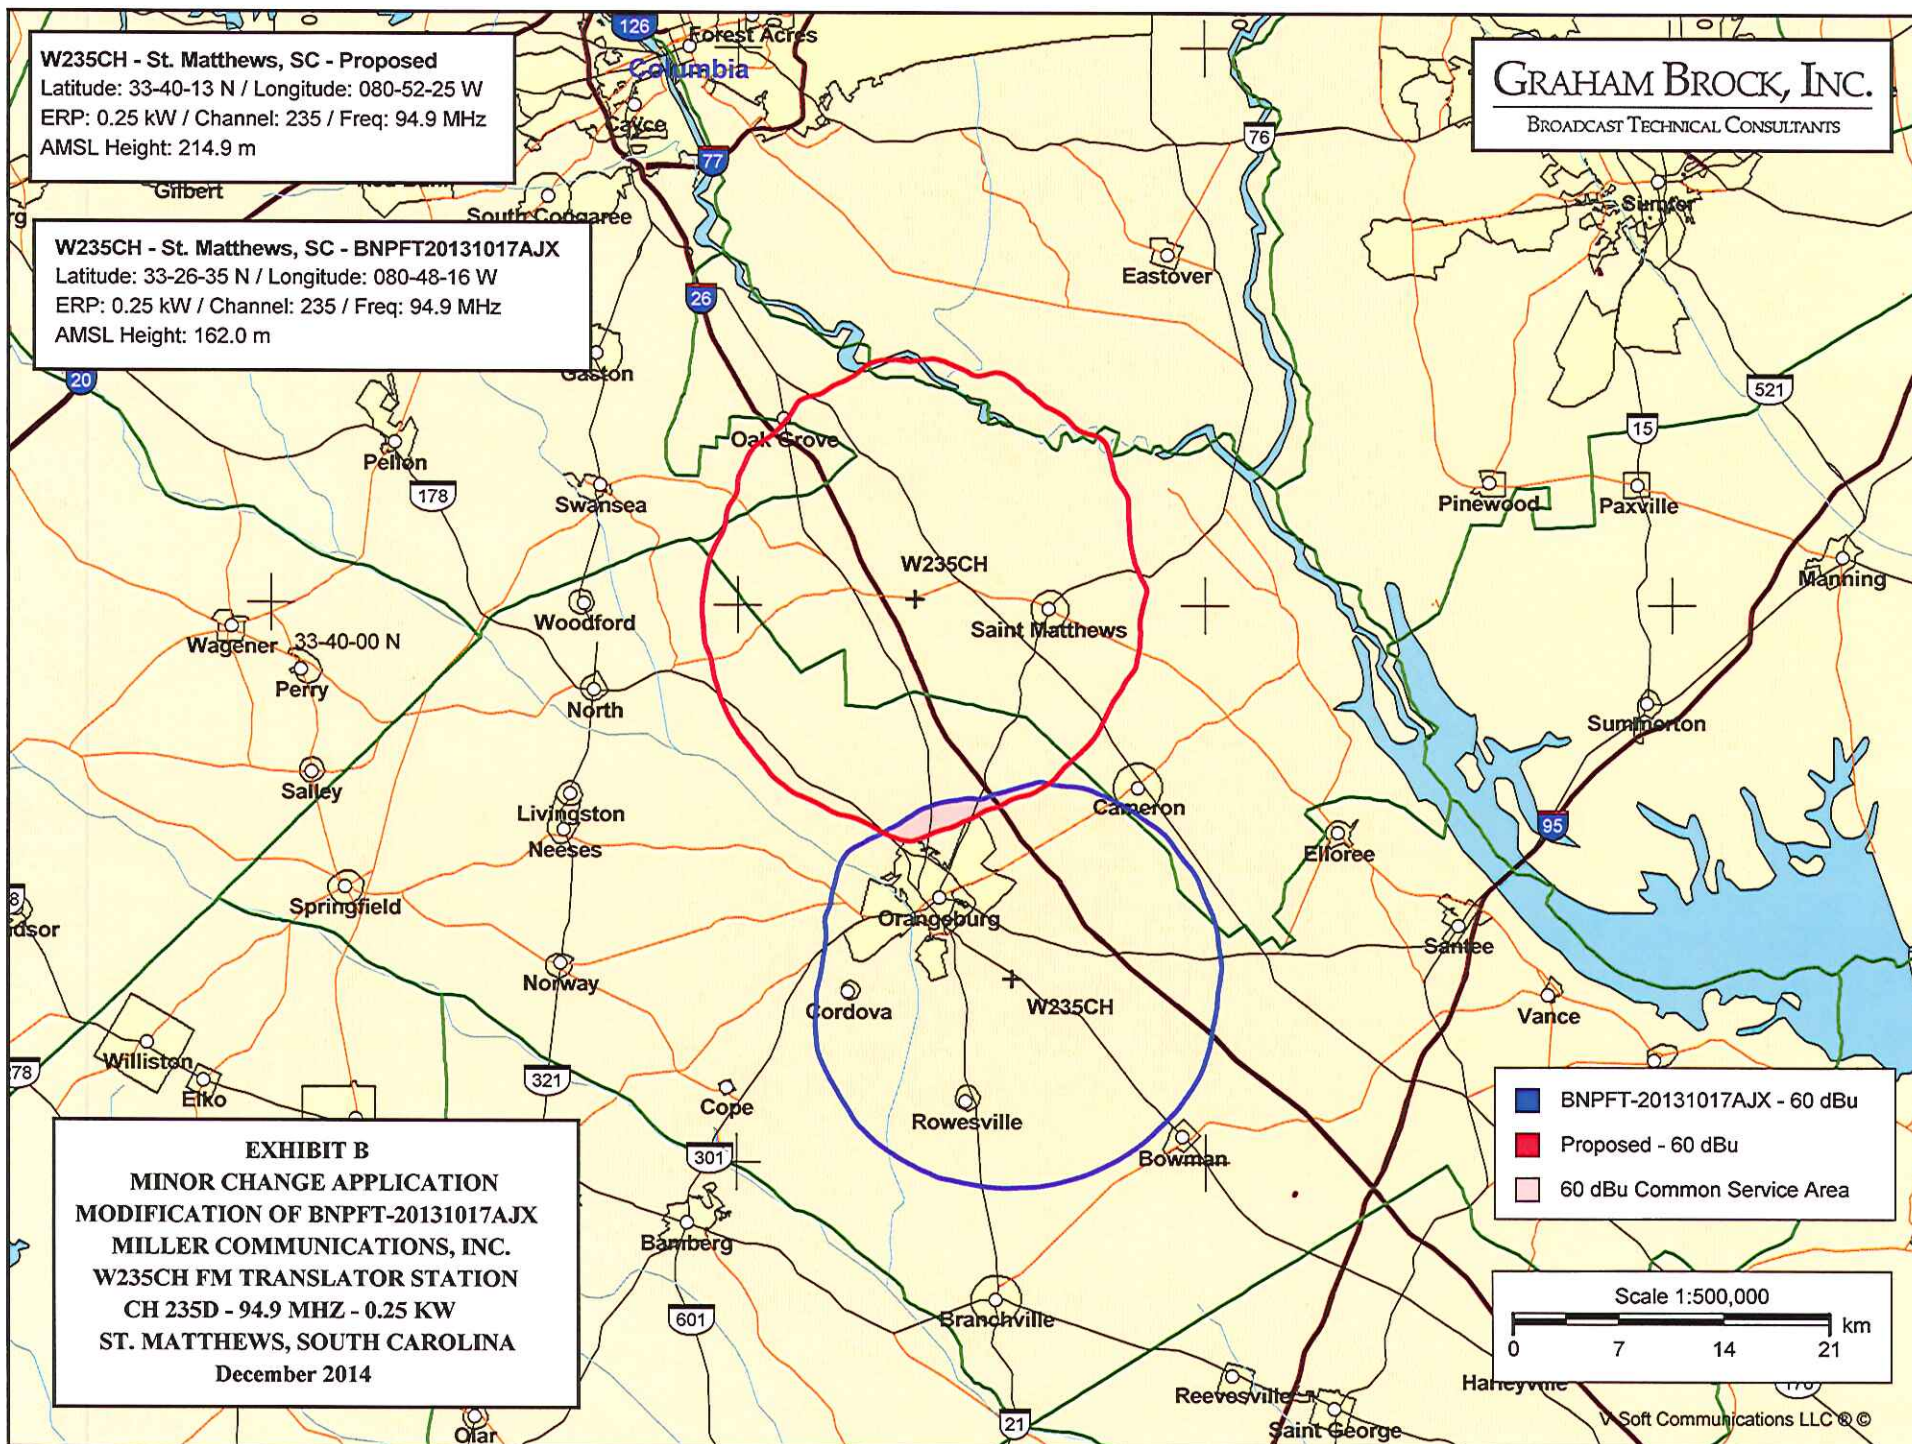 W235CH - St. Matthews, SC - Proposed
Latitude: 33-40-13 N / Longitude: 080-52-25 W
ERP: 0.25 kW / Channel: 235 / Freq: 94.9 MHz
AMSL Height: 214.9 m
W235CH - St. Matthews, SC - BNPFT20131017AJX
Latitude: 33-26-35 N / Longitude: 080-48-16 W
ERP: 0.25 kW / Channel: 235 / Freq: 94.9 MHz
AMSL Height: 162.0 m
GRAHAM BROCK, INC.
BROADCAST TECHNICAL CONSULTANTS
126
Forest Acres
Columbia
Cayce
77
76
Gilbert
South Congaree
Sumter
Eastover
26
Gaston
20
521
15
Oak Grove
Pelion
178
Swansea
Pinewood
Paxville
W235CH
Manning
Woodford
Saint Matthews
Wagener
33-40-00 N
Perry
North
Summerton
Salley
Livingston
Cameron
95
Neeses
Elloree
Springfield
Orangeburg
Santee
Norway
Cordova
W235CH
Vance
Williston
Elko
321
Cope
Rowesville
Bowman
301
Bamberg
601
Branchville
Reevesville
Harleyville
Saint George
21
Olar
BNPFT-20131017AJX - 60 dBu
Proposed - 60 dBu
60 dBu Common Service Area
EXHIBIT B
MINOR CHANGE APPLICATION
MODIFICATION OF BNPFT-20131017AJX
MILLER COMMUNICATIONS, INC.
W235CH FM TRANSLATOR STATION
CH 235D - 94.9 MHZ - 0.25 KW
ST. MATTHEWS, SOUTH CAROLINA
December 2014
Scale 1:500,000
km
0 7 14 21
V-Soft Communications LLC ® ©